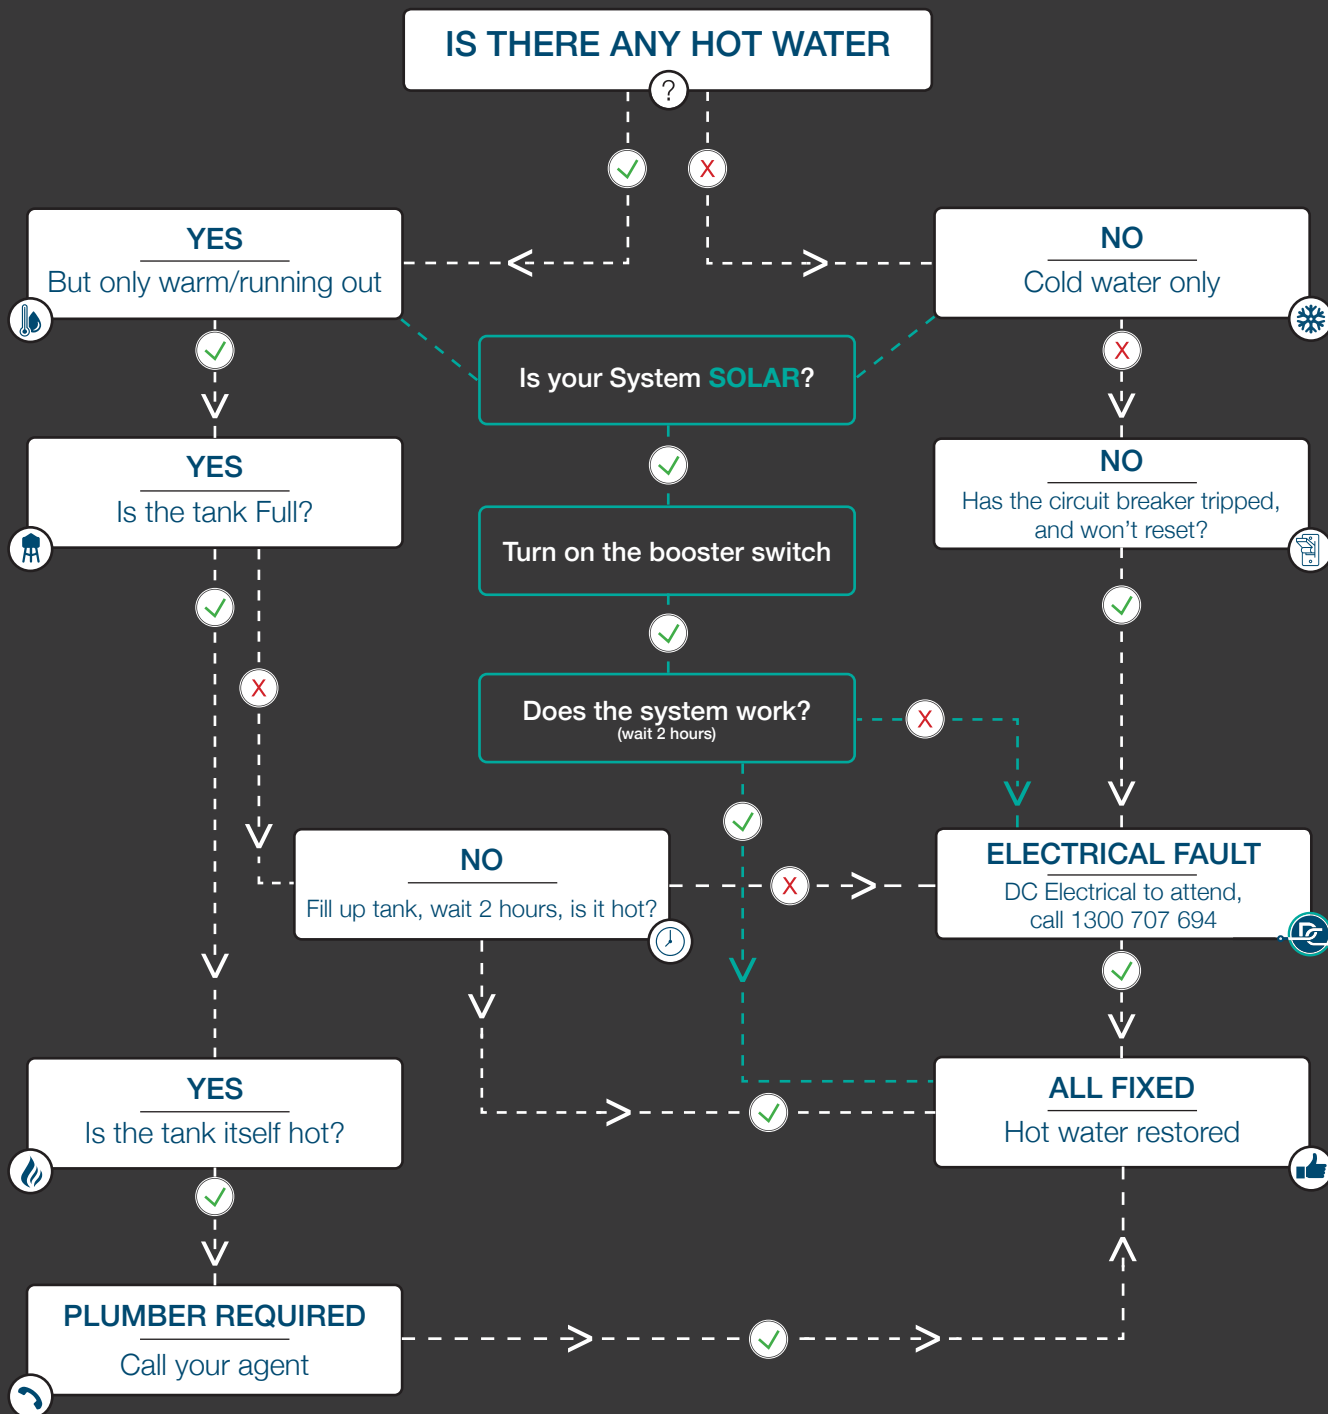 IS THERE ANY HOT WATER
?
X
YES
But only warm/running out
NO
Cold water only
X
Is your System SOLAR?
YES
Is the tank Full?
NO
Has the circuit breaker tripped,
and won't reset?
Turn on the booster switch
X
Does the system work?
(wait 2 hours)
X
NO
Fill up tank, wait 2 hours, is it hot?
X
ELECTRICAL FAULT
DC Electrical to attend,
call 1300 707 694
DC
YES
Is the tank itself hot?
ALL FIXED
Hot water restored
PLUMBER REQUIRED
Call your agent